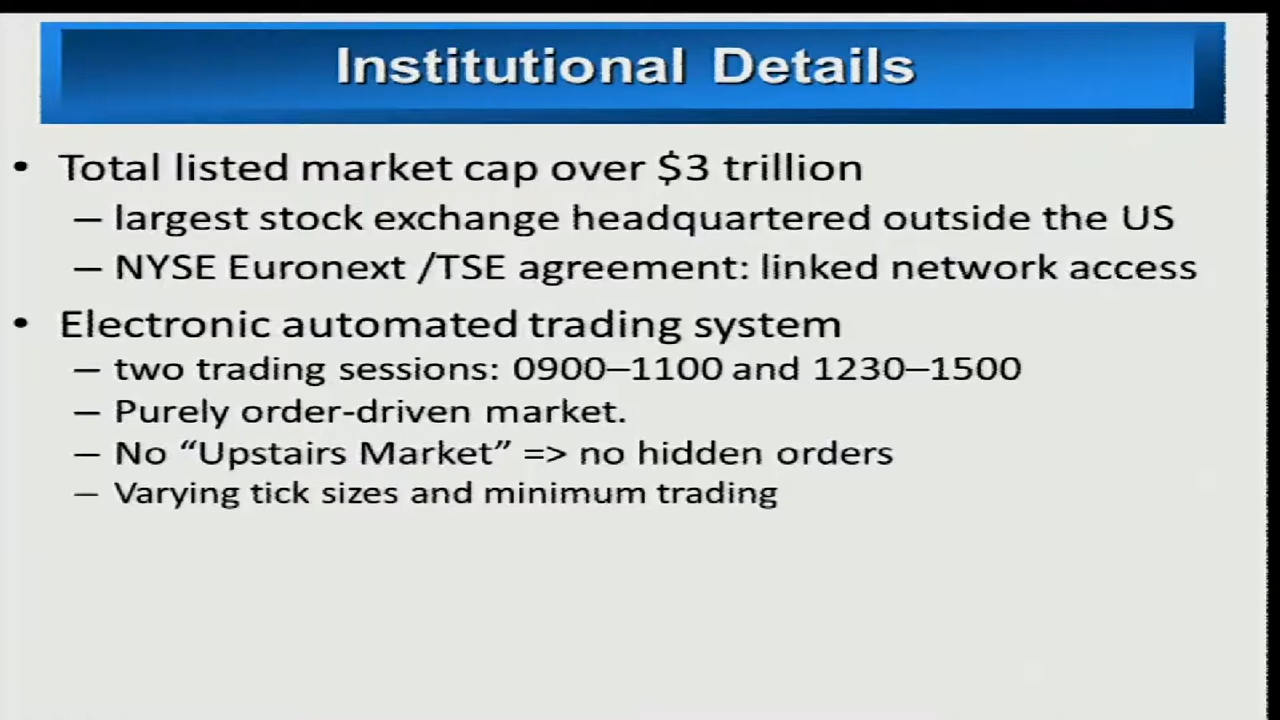 Institutional Details
• Total listed market cap over $3 trillion
– largest stock exchange headquartered outside the US
– NYSE Euronext /TSE agreement: linked network access
• Electronic automated trading system
– two trading sessions: 0900–1100 and 1230–1500
– Purely order-driven market.
– No “Upstairs Market” => no hidden orders
– Varying tick sizes and minimum trading